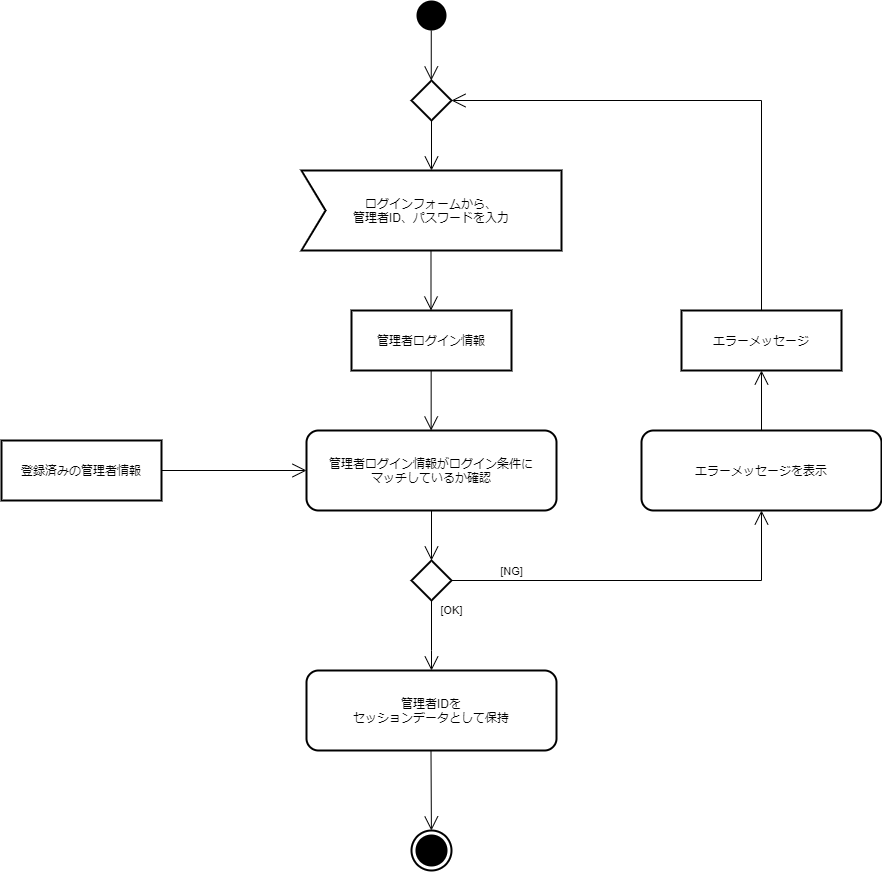 ログインフォームから、
管理者ID、パスワードを入力
管理者ログイン情報
エラーメッセージ
登録済みの管理者情報
管理者ログイン情報がログイン条件に
マッチしているか確認
エラーメッセージを表示
[NG]
[OK]
管理者IDを
セッションデータとして保持